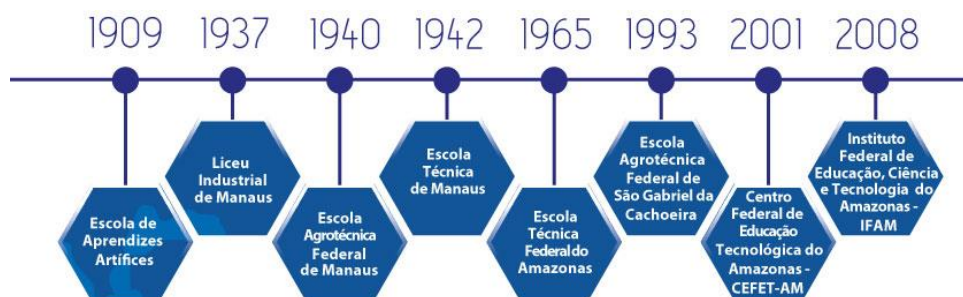 1909 1937 1940 1942 1965 1993 2001 2008
Escola de
Aprendizes
Artífices
Liceu
Industrial
de Manaus
Escola
Agrotécnica
Federal
de Manaus
Escola
Técnica
de Manaus
Escola
Técnica
Federal do
Amazonas
Escola
Agrotécnica
Federal de
São Gabriel da
Cachoeira
Centro
Federal de
Educação
Tecnológica do
Amazonas -
CEFET-AM
Instituto
Federal de
Educação, Ciência
e Tecnologia do
Amazonas -
IFAM